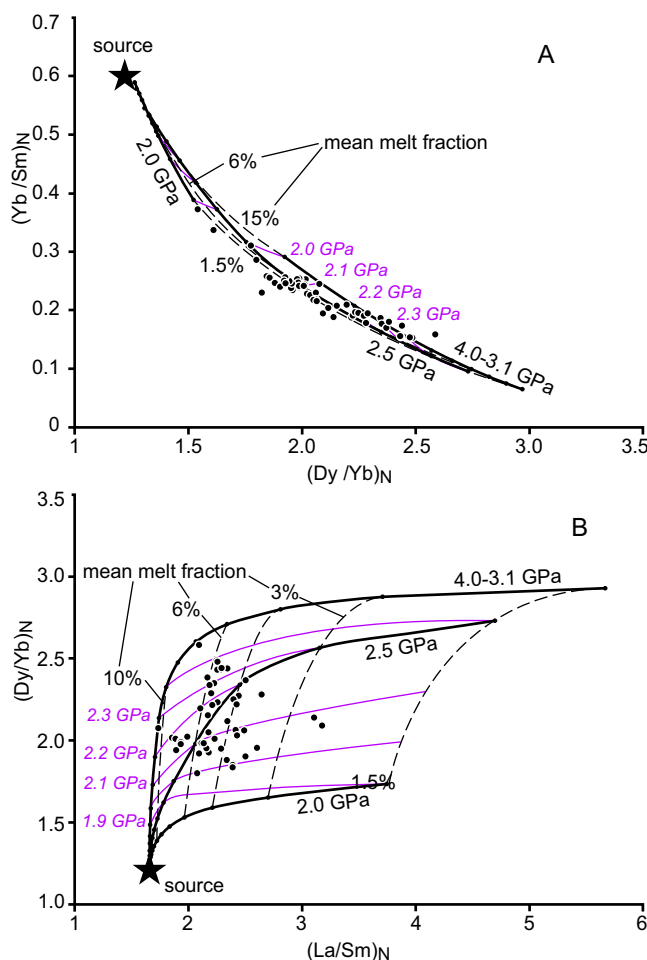 A
source
0.6
0.5
0.4
0.3
0.2
0.1
0
(Yb /Sm)N
mean melt fraction
6%
15%
2.0 GPa
1.5%
2.0 GPa
2.1 GPa
2.2 GPa
2.3 GPa
2.5 GPa
4.0-3.1 GPa
1
1.5
2.0
2.5
3.0
3.5
(Dy /Yb)N
B
3.5
3.0
2.5
2.0
1.5
1.0
(Dy/Yb)N
mean melt fraction
3%
6%
10%
4.0-3.1 GPa
2.5 GPa
2.3 GPa
2.2 GPa
2.1 GPa
1.9 GPa
1.5%
2.0 GPa
source
1
2
3
4
5
6
(La/Sm)N